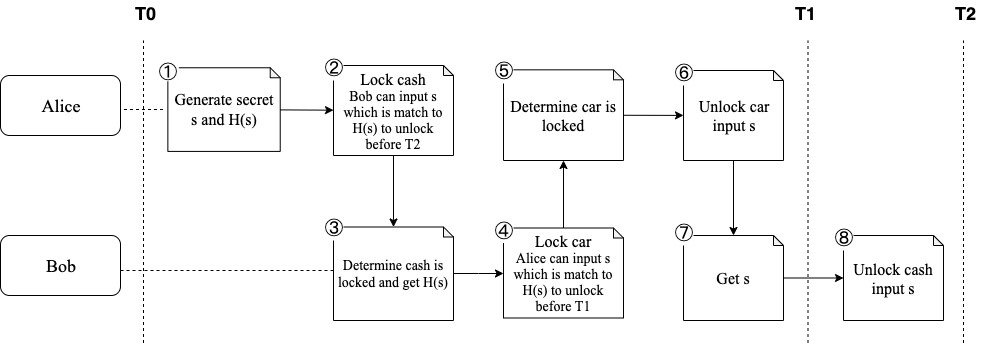 T0
T1
T2
Alice
①
Generate secret
s and H(s)
②
Lock cash
Bob can input s
which is match to
H(s) to unlock
before T2
⑤
Determine car is
locked
⑥
Unlock car
input s
Bob
③
Determine cash is
locked and get H(s)
④
Lock car
Alice can input s
which is match to
H(s) to unlock
before T1
⑦
Get s
⑧
Unlock cash
input s